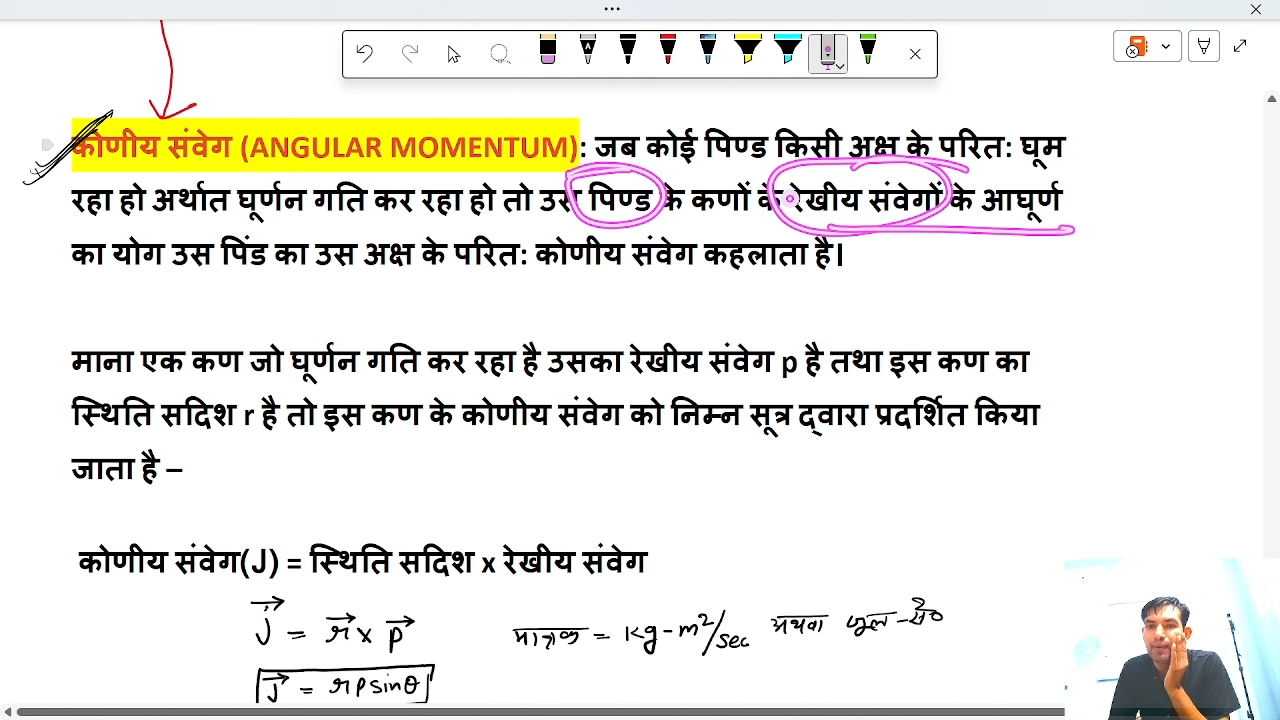 कोणीय संवेग (ANGULAR MOMENTUM): जब कोई पिण्ड किसी अक्ष के परित: घूम
रहा हो अर्थात घूर्णन गति कर रहा हो तो उस पिण्ड के कणों के रेखीय संवेगों के आघूर्ण
का योग उस पिंड का उस अक्ष के परित: कोणीय संवेग कहलाता है।
माना एक कण जो घूर्णन गति कर रहा है उसका रेखीय संवेग p है तथा इस कण का
स्थिति सदिश r है तो इस कण के कोणीय संवेग को निम्न सूत्र द्वारा प्रदर्शित किया
जाता है –
कोणीय संवेग(J) = स्थिति सदिश x रेखीय संवेग
J⃗ = r⃗ x p⃗ मात्रक = kg-m²/sec अथवा जूल-से०
J⃗ = rpsinθ